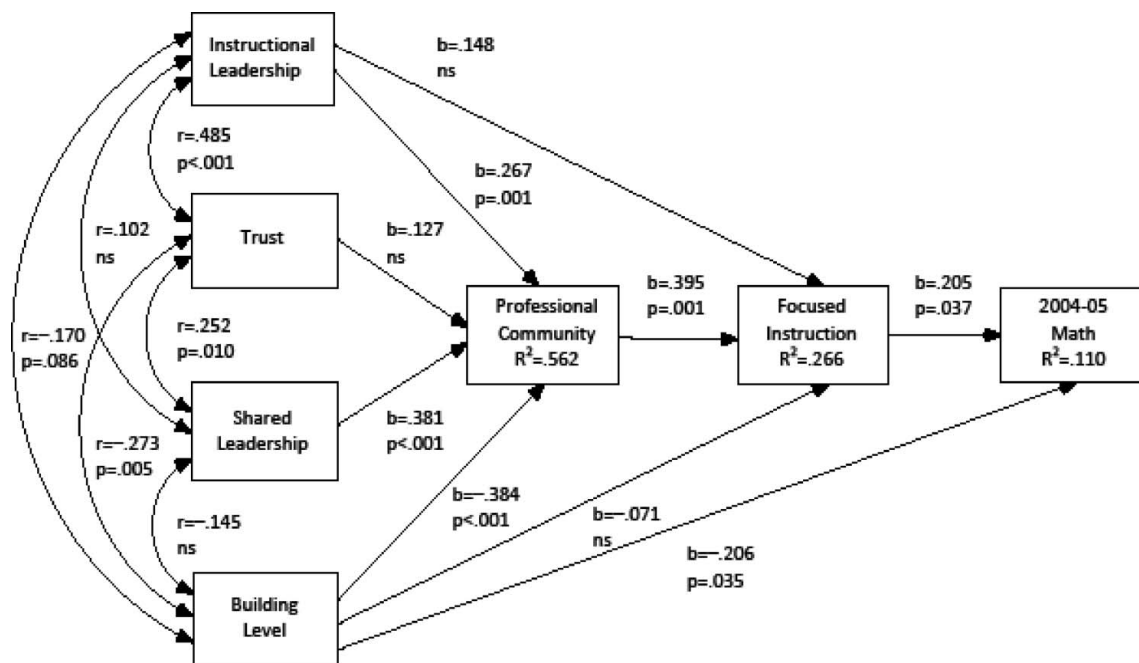 Instructional
Leadership
b=.148
ns
r=.485
p<.001
b=.267
p=.001
Trust
r=.102
ns
b=.127
ns
r=.252
p=.010
r=−.170
p=.086
Professional
Community
R²=.562
b=.395
p=.001
Focused
Instruction
R²=.266
b=.205
p=.037
2004-05
Math
R²=.110
Shared
Leadership
b=.381
p<.001
r=−.273
p=.005
r=−.145
ns
b=−.384
p<.001
b=−.071
ns
b=−.206
p=.035
Building
Level